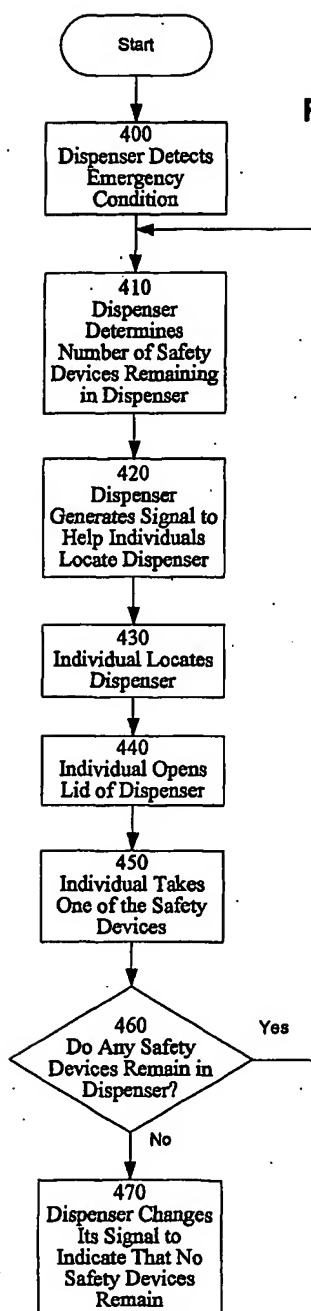 Start
F
400
Dispenser Detects
Emergency
Condition
410
Dispenser
Determines
Number of Safety
Devices Remaining
in Dispenser
420
Dispenser
Generates Signal to
Help Individuals
Locate Dispenser
430
Individual Locates
Dispenser
440
Individual Opens
Lid of Dispenser
450
Individual Takes
One of the Safety
Devices
460
Do Any Safety
Devices Remain in
Dispenser?
Yes
No
470
Dispenser Changes
Its Signal to
Indicate That No
Safety Devices
Remain